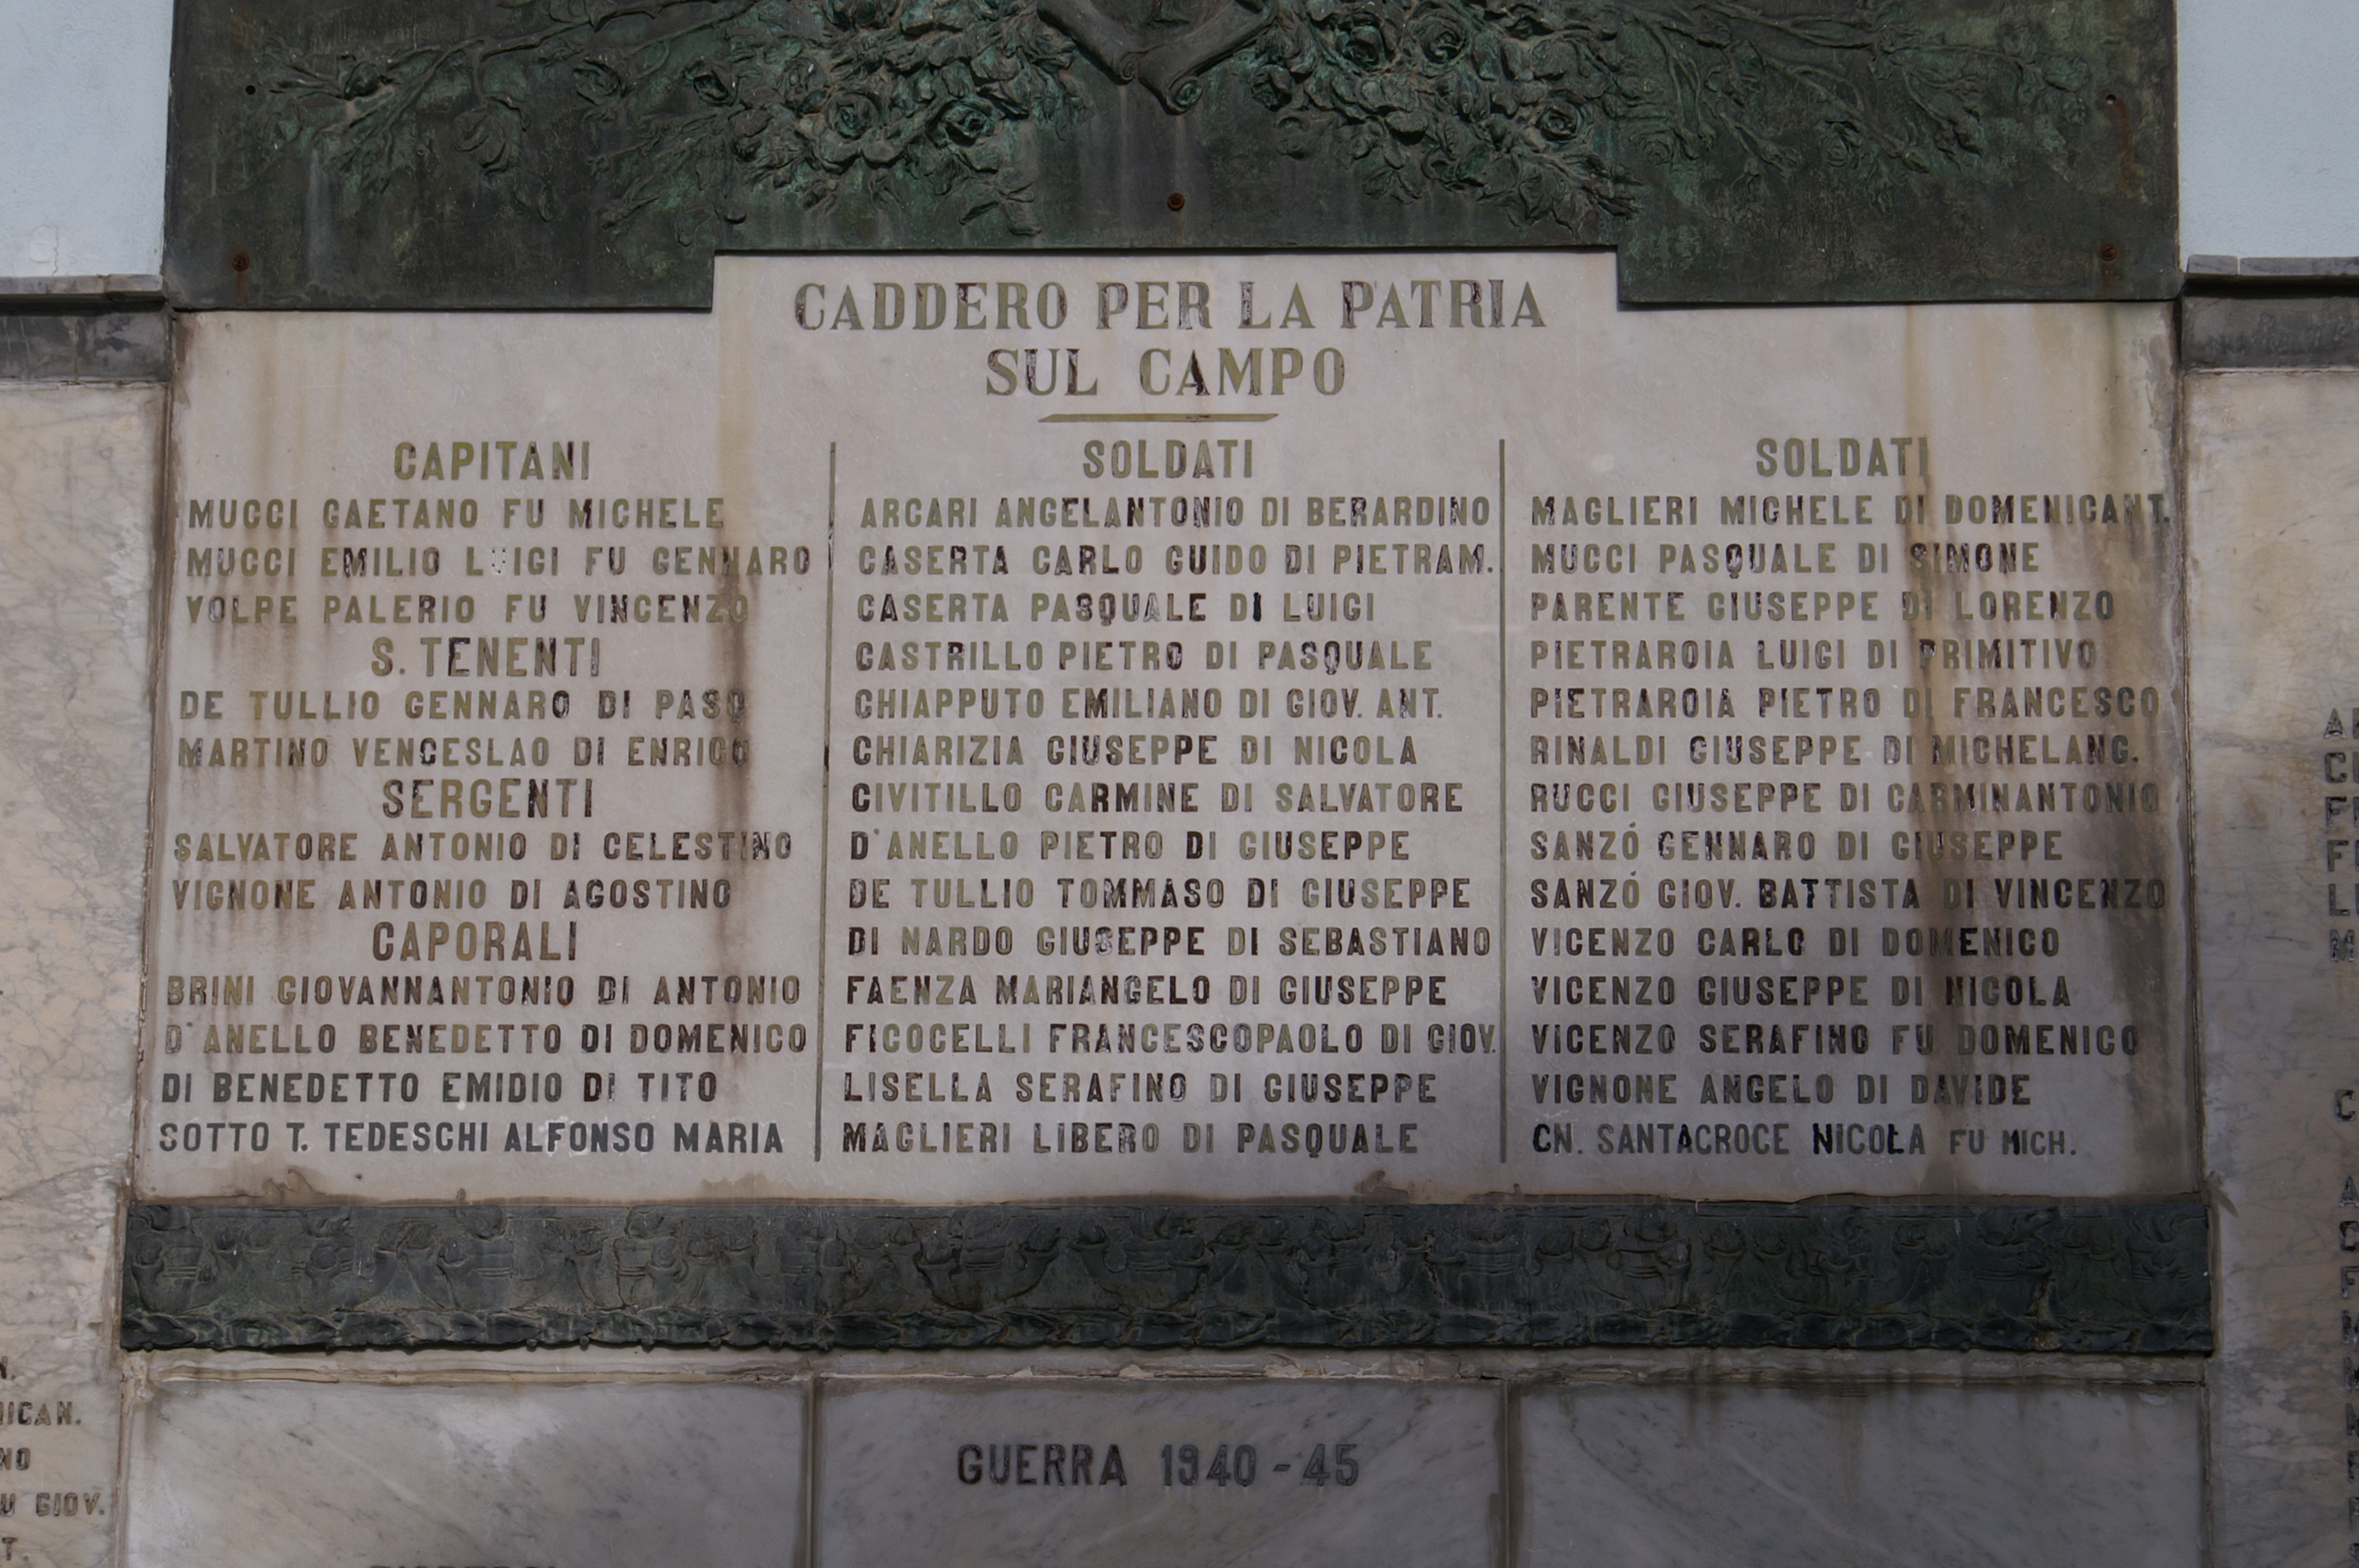 CADDERO PER LA PATRIA
SUL CAMPO
CAPITANI
MUCCI GAETANO FU MICHELE
MUCCI EMILIO LUIGI FU GENNARO
VOLPE PALERIO FU VINCENZO
S. TENENTI
DE TULLIO GENNARO DI PASQ
MARTINO VENCESLAO DI ENRICO
SERGENTI
SALVATORE ANTONIO DI CELESTINO
VIGNONE ANTONIO DI AGOSTINO
CAPORALI
BRINI GIOVANNANTONIO DI ANTONIO
D'ANELLO BENEDETTO DI DOMENICO
DI BENEDETTO EMIDIO DI TITO
SOTTO T. TEDESCHI ALFONSO MARIA
SOLDATI
ARCARI ANGELANTONIO DI BERARDINO
CASERTA CARLO GUIDO DI PIETRAM.
CASERTA PASQUALE DI LUIGI
CASTRILLO PIETRO DI PASQUALE
CHIAPPUTO EMILIANO DI GIOV. ANT.
CHIARIZIA GIUSEPPE DI NICOLA
CIVITILLO CARMINE DI SALVATORE
D'ANELLO PIETRO DI GIUSEPPE
DE TULLIO TOMMASO DI GIUSEPPE
DI NARDO GIUSEPPE DI SEBASTIANO
FAENZA MARIANGELO DI GIUSEPPE
FICOCELLI FRANCESCOPAOLO DI GIOV.
LISELLA SERAFINO DI GIUSEPPE
MAGLIERI LIBERO DI PASQUALE
SOLDATI
MAGLIERI MICHELE DI DOMENICANT.
MUCCI PASQUALE DI SIMONE
PARENTE GIUSEPPE DI LORENZO
PIETRAROIA LUIGI DI PRIMITIVO
PIETRAROIA PIETRO DI FRANCESCO
RINALDI GIUSEPPE DI MICHELANG.
RUCCI GIUSEPPE DI CARMINANTONIO
SANZÓ GENNARO DI GIUSEPPE
SANZÓ GIOV. BATTISTA DI VINCENZO
VICENZO CARLO DI DOMENICO
VICENZO GIUSEPPE DI NICOLA
VICENZO SERAFINO FU DOMENICO
VIGNONE ANGELO DI DAVIDE
CN. SANTACROCE NICOLA FU MICH.
GUERRA 1940-45
GIOV.